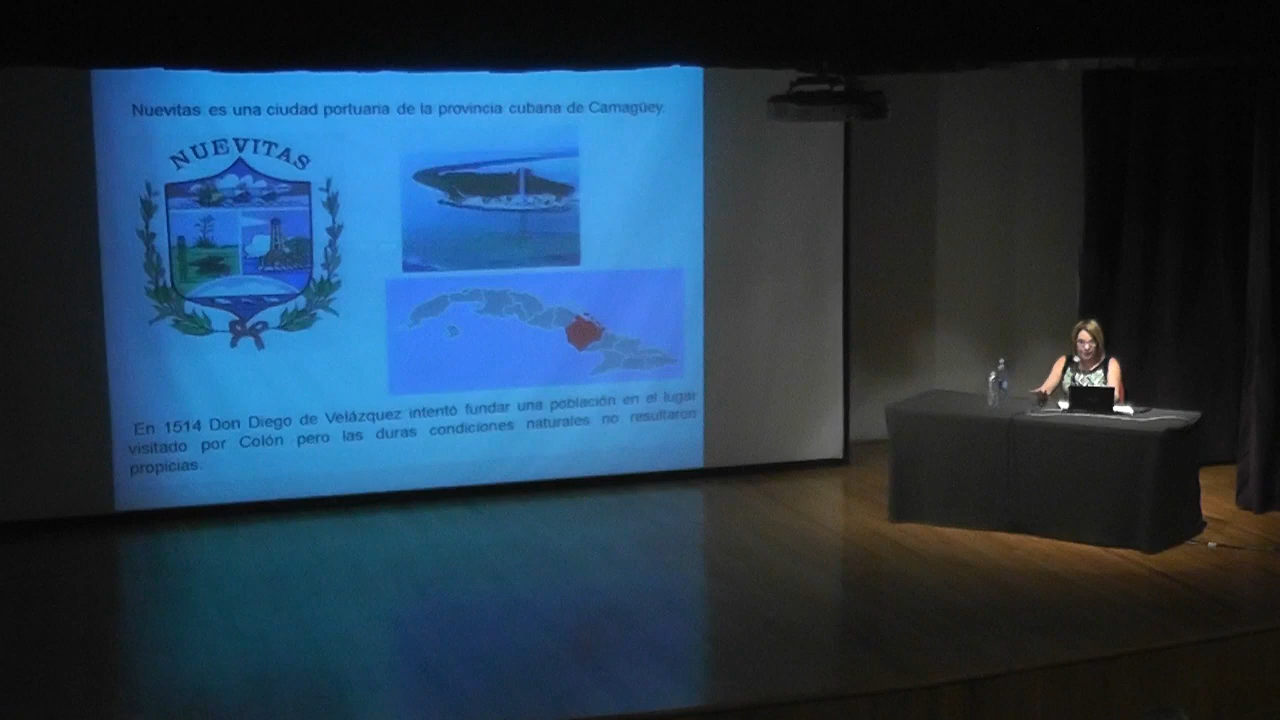 Nuevitas es una ciudad portuaria de la provincia cubana de Camagüey.
NUEVITAS
En 1514 Don Diego de Velázquez intentó fundar una población en el lugar
visitado por Colón pero las duras condiciones naturales no resultaron
propicias.